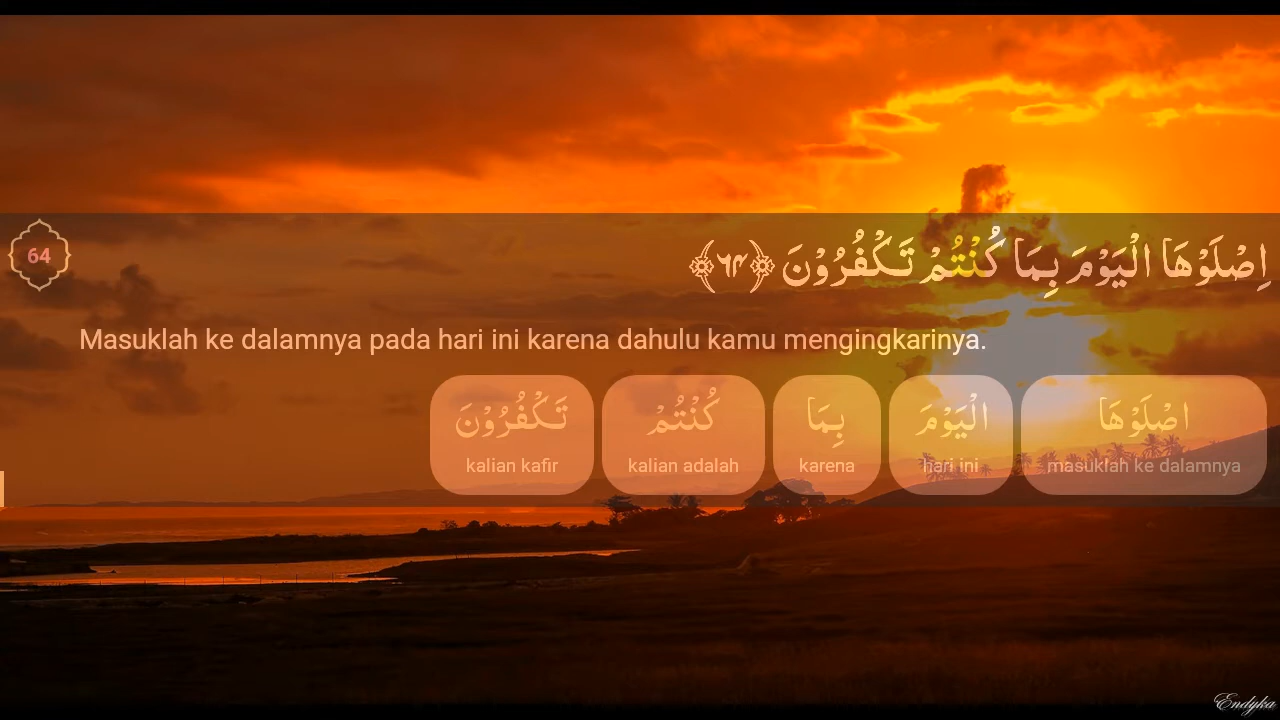 64
اِصْلَوْهَا الْيَوْمَ بِمَا كُنْتُمْ تَكْفُرُوْنَ ﴿٦٤﴾
Masuklah ke dalamnya pada hari ini karena dahulu kamu mengingkarinya.
اصْلَوْهَا
masuklah ke dalamnya
الْيَوْمَ
hari ini
بِمَا
karena
كُنْتُمْ
kalian adalah
تَكْفُرُوْنَ
kalian kafir
Endyka